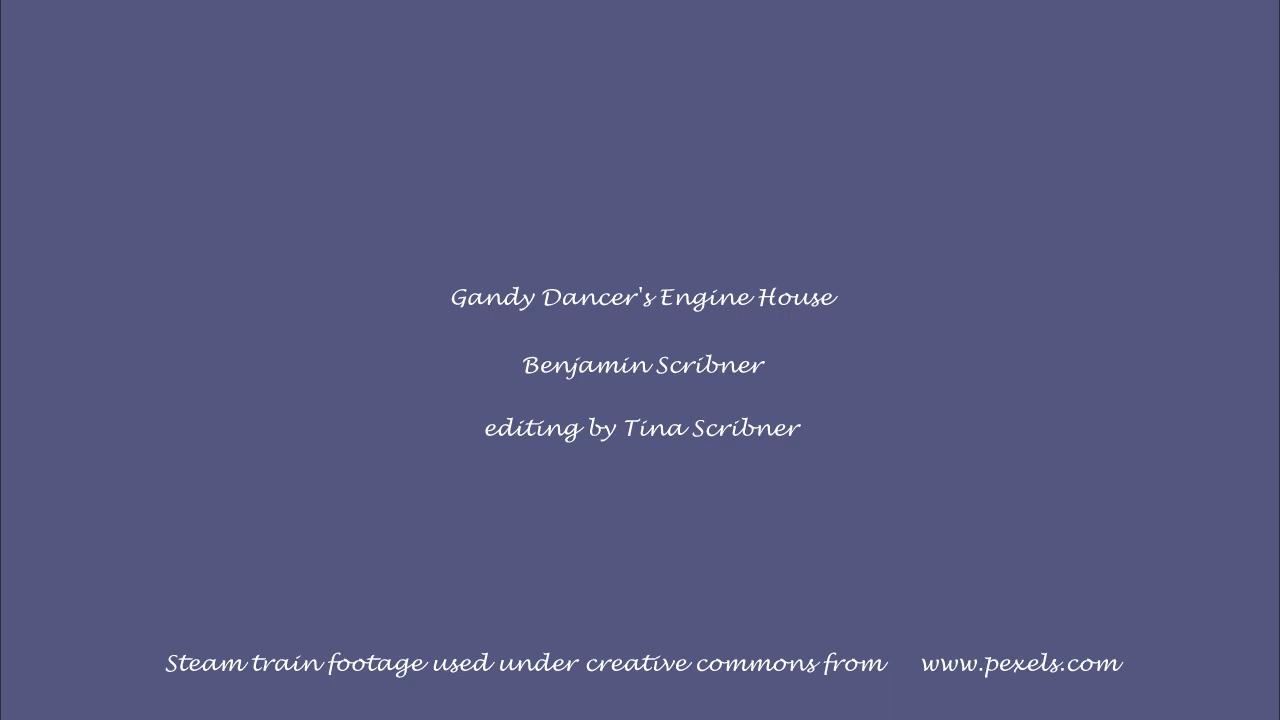 Gandy Dancer's Engine House
Benjamin Scribner
editing by Tina Scribner
Steam train footage used under creative commons from www.pexels.com